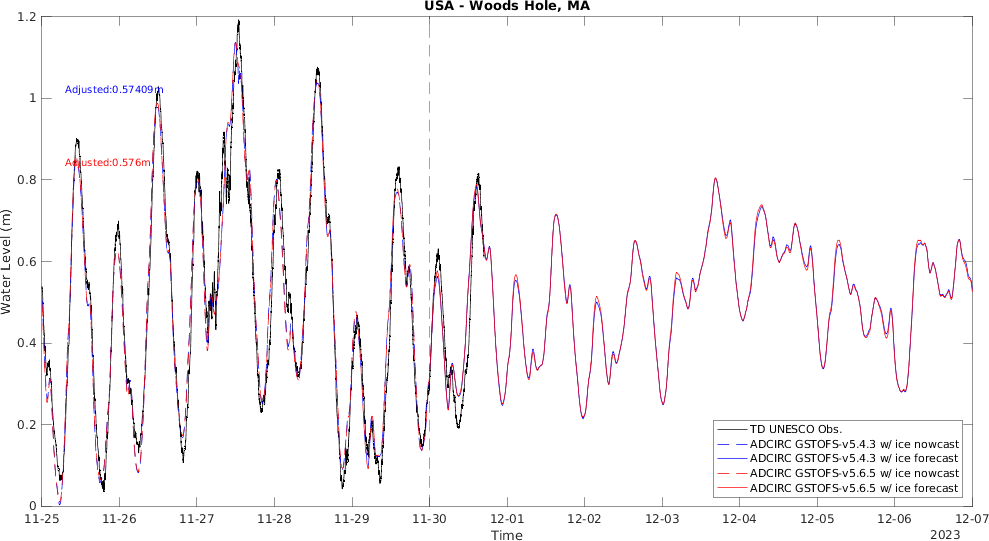 USA - Woods Hole, MA
1.2
1
0.8
0.6
0.4
0.2
0
Water Level (m)
Adjusted:0.57409m
Adjusted:0.576m
TD UNESCO Obs.
ADCIRC GSTOFS-v5.4.3 w/ ice nowcast
ADCIRC GSTOFS-v5.4.3 w/ ice forecast
ADCIRC GSTOFS-v5.6.5 w/ ice nowcast
ADCIRC GSTOFS-v5.6.5 w/ ice forecast
11-25 11-26 11-27 11-28 11-29 11-30 12-01 12-02 12-03 12-04 12-05 12-06 12-07
Time
2023